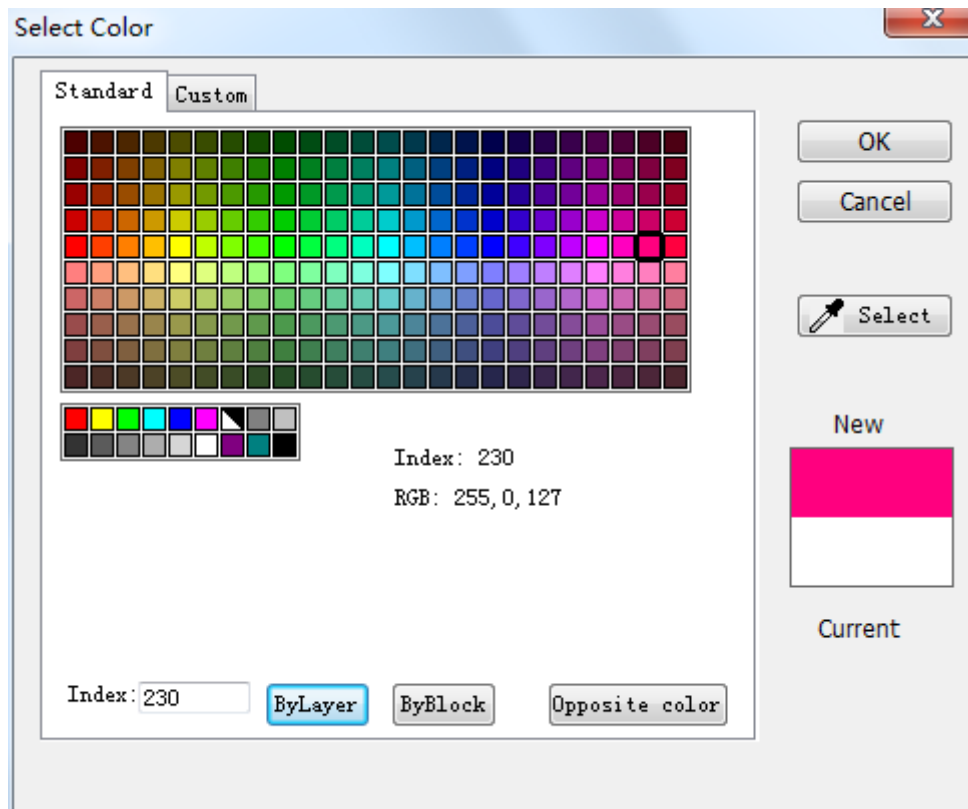 Select Color
Standard
Custom
OK
Cancel
Select
Index: 230
RGB: 255,0,127
New
Current
Index:230
ByLayer
ByBlock
Opposite color